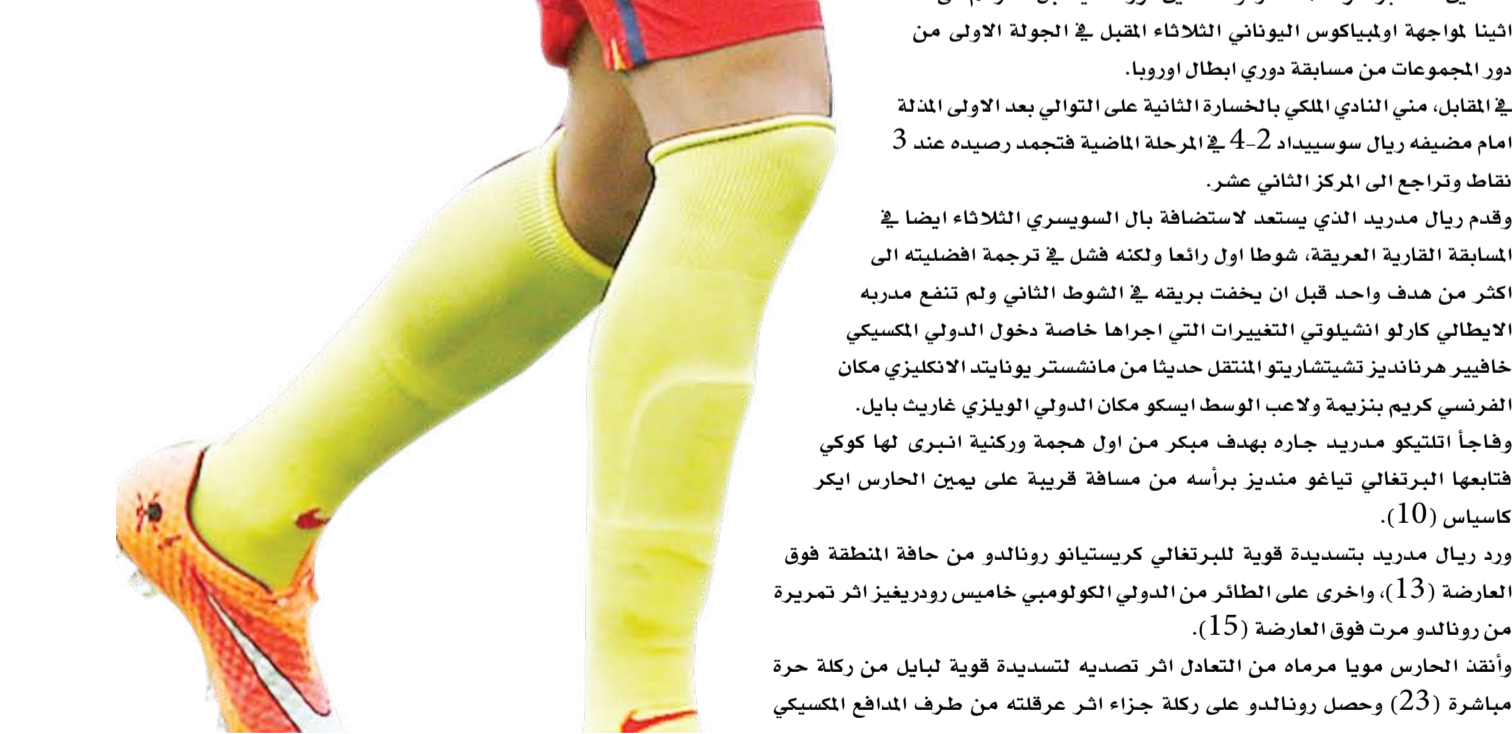 اثينا لمواجهة اولمبياكوس اليوناني الثلاثاء المقبل في الجولة الاولى من
دور المجموعات من مسابقة دوري ابطال اوروبا.
في المقابل، مني النادي الملكي بالخسارة الثانية على التوالي بعد الاولى المذلة
امام مضيفه ريال سوسييداد 2-4 في المرحلة الماضية فتجمد رصيده عند 3
نقاط وتراجع الى المركز الثاني عشر.
وقدم ريال مدريد الذي يستعد لاستضافة بال السويسري الثلاثاء ايضا في
المسابقة القارية العريقة، شوطا اول رائعا ولكنه فشل في ترجمة افضليته الى
اكثر من هدف واحد قبل ان يخفت بريقه في الشوط الثاني ولم تنفع مدربه
الايطالي كارلو انشيلوتي التغييرات التي اجراها خاصة دخول الدولي المكسيكي
خافيير هرنانديز تشيتشاريتو المنتقل حديثا من مانشستر يونايتد الانكليزي مكان
الفرنسي كريم بنزيمة ولاعب الوسط ايسكو مكان الدولي الويلزي غاريث بايل.
وفاجأ اتلتيكو مدريد جاره بهدف مبكر من اول هجمة وركنية انبرى لها كوكي
فتابعها البرتغالي تياغو منديز برأسه من مسافة قريبة على يمين الحارس ايكر
كاسياس (10).
ورد ريال مدريد بتسديدة قوية للبرتغالي كريستيانو رونالدو من حافة المنطقة فوق
العارضة (13)، واخرى على الطائر من الدولي الكولومبي خاميس رودريغيز اثر تمريرة
من رونالدو مرت فوق العارضة (15).
وأنقذ الحارس مويا مرماه من التعادل اثر تصديه لتسديدة قوية لبايل من ركلة حرة
مباشرة (23) وحصل رونالدو على ركلة جزاء اثر عرقلته من طرف المدافع المكسيكي